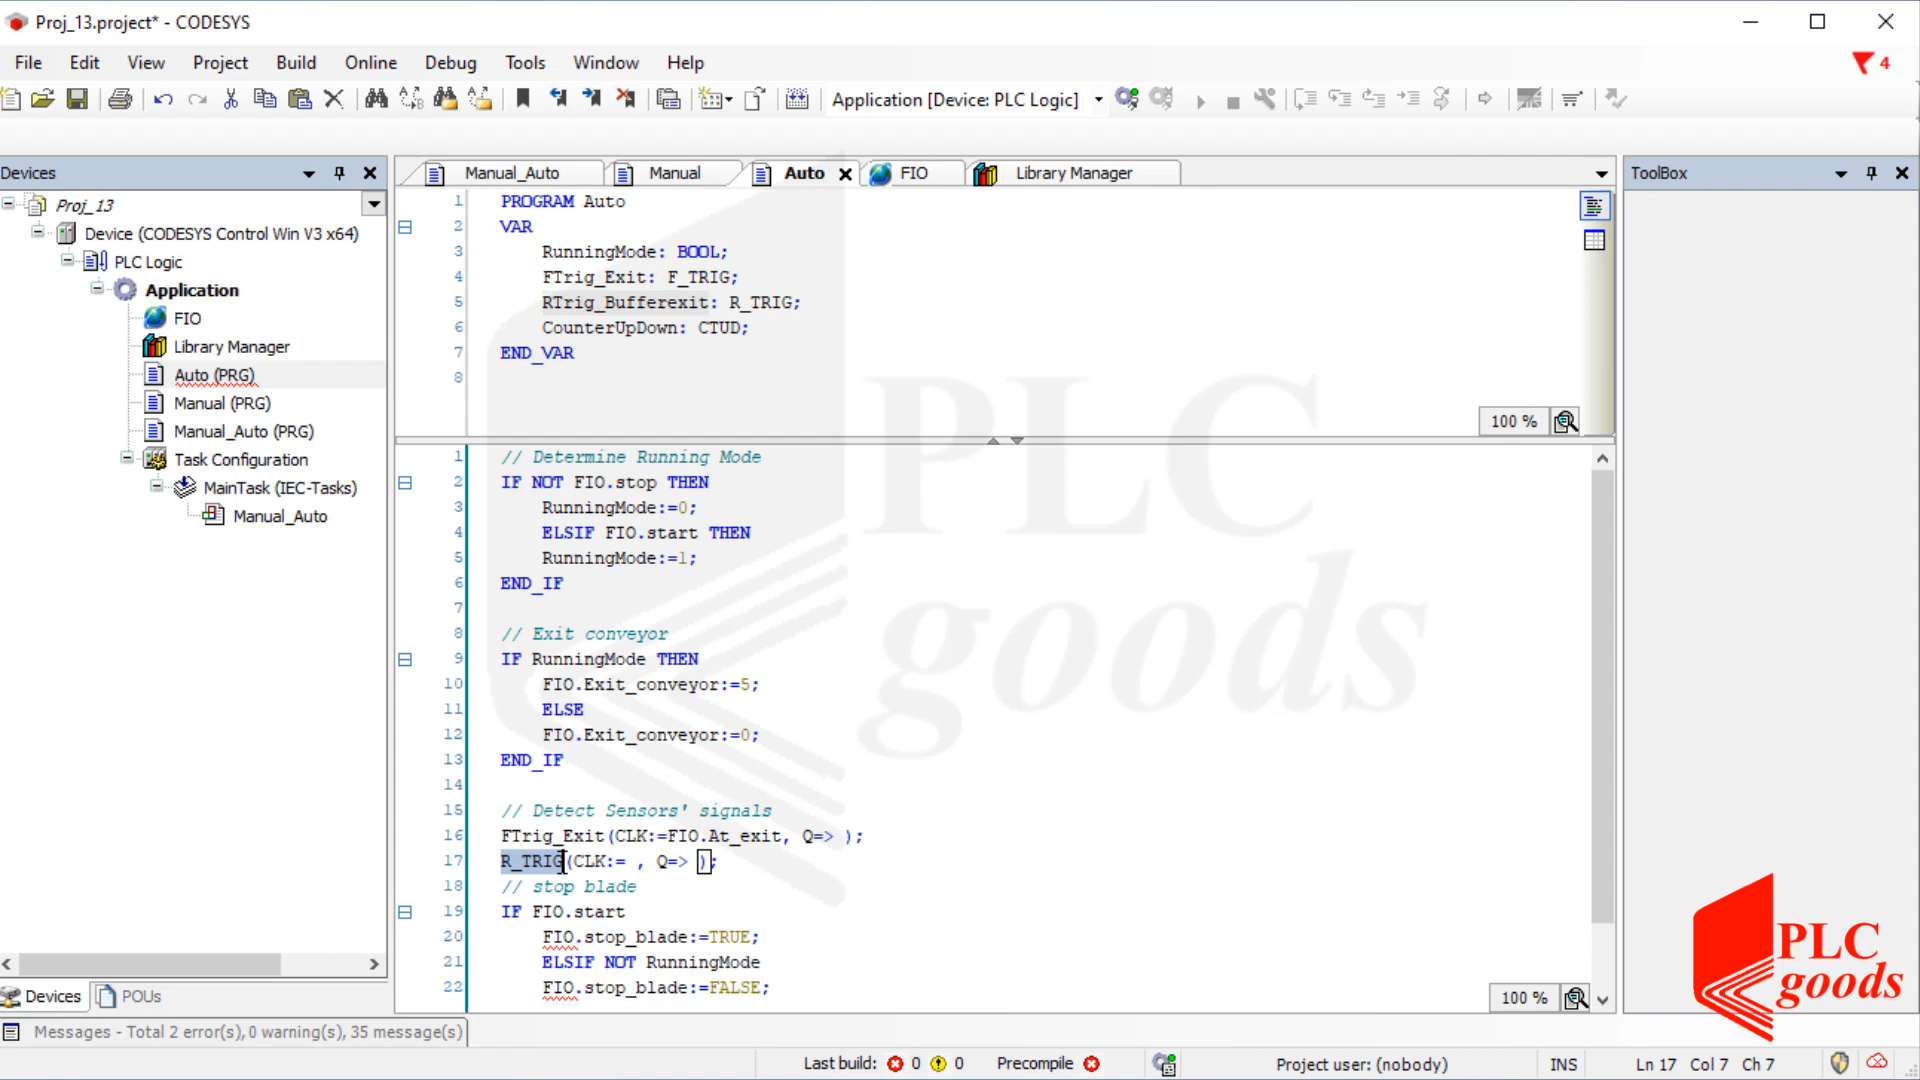 Proj_13.project* - CODESYS
File Edit View Project Build Online Debug Tools Window Help
4
Application [Device: PLC Logic]
Devices
Proj_13
Device (CODESYS Control Win V3 x64)
PLC Logic
Application
FIO
Library Manager
Auto (PRG)
Manual (PRG)
Manual_Auto (PRG)
Task Configuration
MainTask (IEC-Tasks)
Manual_Auto
Devices POUs
Manual_Auto Manual Auto FIO Library Manager
1 PROGRAM Auto
2 VAR
3 RunningMode: BOOL;
4 FTrig_Exit: F_TRIG;
5 RTrig_Bufferexit: R_TRIG;
6 CounterUpDown: CTUD;
7 END_VAR
8
100 %
1 // Determine Running Mode
2 IF NOT FIO.stop THEN
3 RunningMode:=0;
4 ELSIF FIO.start THEN
5 RunningMode:=1;
6 END_IF
7
8 // Exit conveyor
9 IF RunningMode THEN
10 FIO.Exit_conveyor:=5;
11 ELSE
12 FIO.Exit_conveyor:=0;
13 END_IF
14
15 // Detect Sensors' signals
16 FTrig_Exit(CLK:=FIO.At_exit, Q=> );
17 R_TRIG(CLK:= , Q=> );
18 // stop blade
19 IF FIO.start
20 FIO.stop_blade:=TRUE;
21 ELSIF NOT RunningMode
22 FIO.stop_blade:=FALSE;
100 %
ToolBox
PLC
goods
PLC
goods
Messages - Total 2 error(s), 0 warning(s), 35 message(s)
Last build: 0 0 Precompile Project user: (nobody) INS Ln 17 Col 7 Ch 7